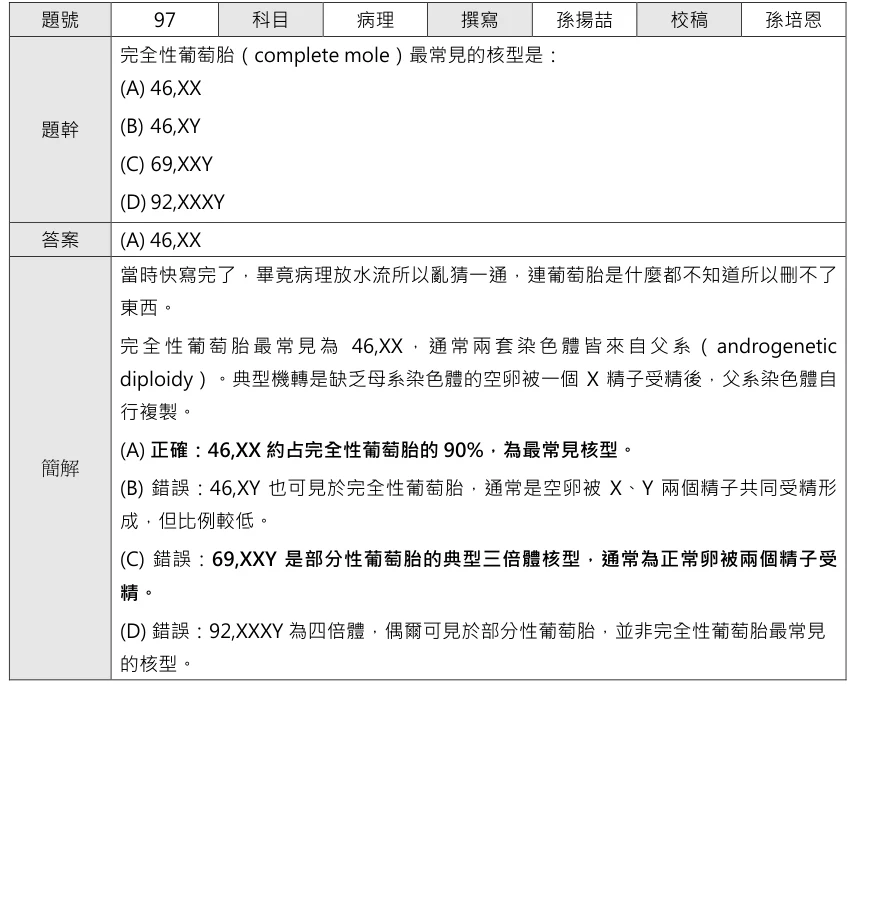 題號 97 科目 病理 撰寫 孫揚喆 校稿 孫培恩
題幹
完全性葡萄胎（complete mole）最常見的核型是：
(A) 46,XX
(B) 46,XY
(C) 69,XXY
(D) 92,XXXY
答案 (A) 46,XX
簡解
當時快寫完了，畢竟病理放水流所以亂猜一通，連葡萄胎是什麼都不知道所以刪不了
東西。
完全性葡萄胎最常見為 46,XX，通常兩套染色體皆來自父系（androgenetic
diploidy）。典型機轉是缺乏母系染色體的空卵被一個 X 精子受精後，父系染色體自
行複製。
(A) 正確：46,XX 約占完全性葡萄胎的 90%，為最常見核型。
(B) 錯誤：46,XY 也可見於完全性葡萄胎，通常是空卵被 X、Y 兩個精子共同受精形
成，但比例較低。
(C) 錯誤：69,XXY 是部分性葡萄胎的典型三倍體核型，通常為正常卵被兩個精子受
精。
(D) 錯誤：92,XXXY 為四倍體，偶爾可見於部分性葡萄胎，並非完全性葡萄胎最常見
的核型。